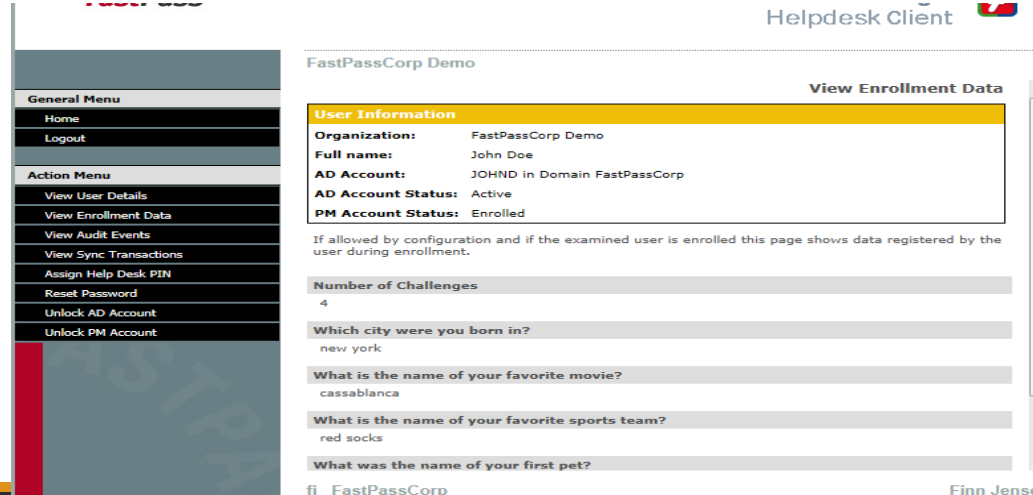 FastPass
Helpdesk Client
FastPassCorp Demo
View Enrollment Data
General Menu
Home
Logout
Action Menu
View User Details
View Enrollment Data
View Audit Events
View Sync Transactions
Assign Help Desk PIN
Reset Password
Unlock AD Account
Unlock PM Account
User Information
Organization: FastPassCorp Demo
Full name: John Doe
AD Account: JOHND in Domain FastPassCorp
AD Account Status: Active
PM Account Status: Enrolled
If allowed by configuration and if the examined user is enrolled this page shows data registered by the
user during enrollment.
Number of Challenges
4
Which city were you born in?
new york
What is the name of your favorite movie?
cassablanca
What is the name of your favorite sports team?
red socks
What was the name of your first pet?
fi FastPassCorp
Finn
ASTPA